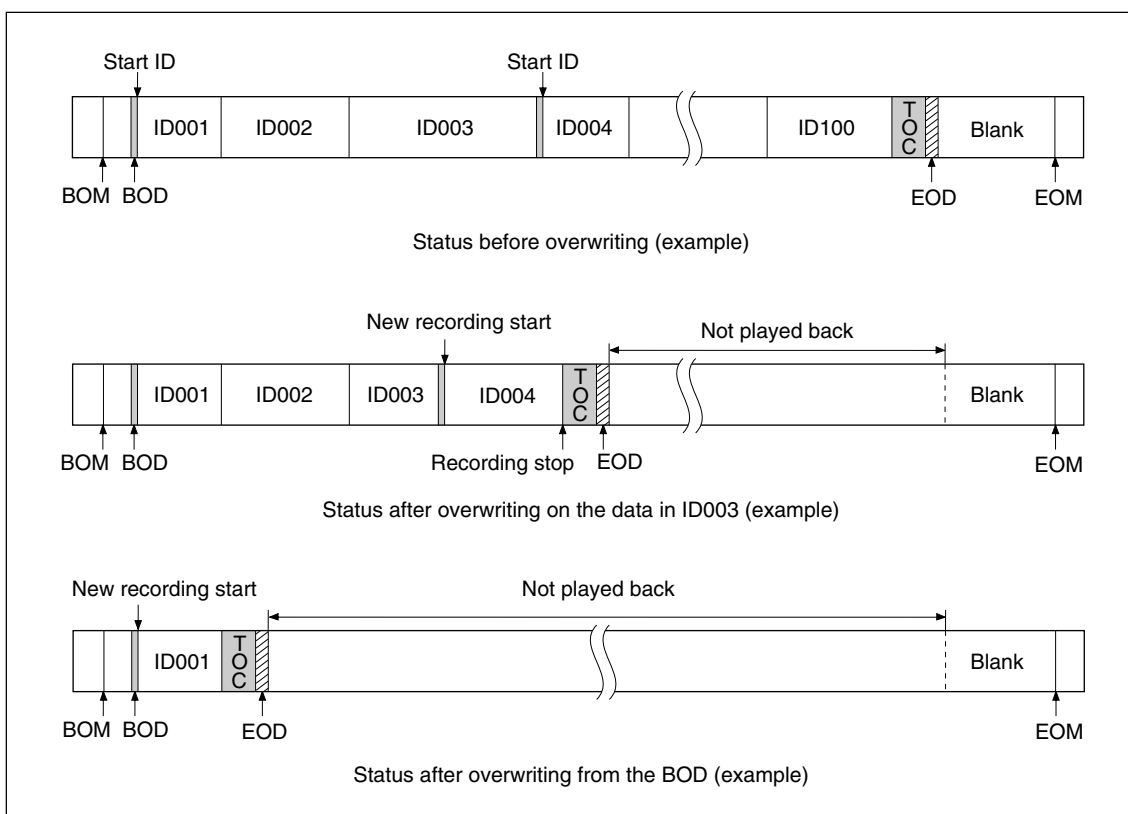 Start ID Start ID
ID001 ID002 ID003 ID004 ID100 TOC Blank
BOM BOD EOD EOM
Status before overwriting (example)
New recording start Not played back
ID001 ID002 ID003 ID004 TOC Blank
BOM BOD Recording stop EOD EOM
Status after overwriting on the data in ID003 (example)
New recording start Not played back
ID001 TOC Blank
BOM BOD EOD EOM
Status after overwriting from the BOD (example)